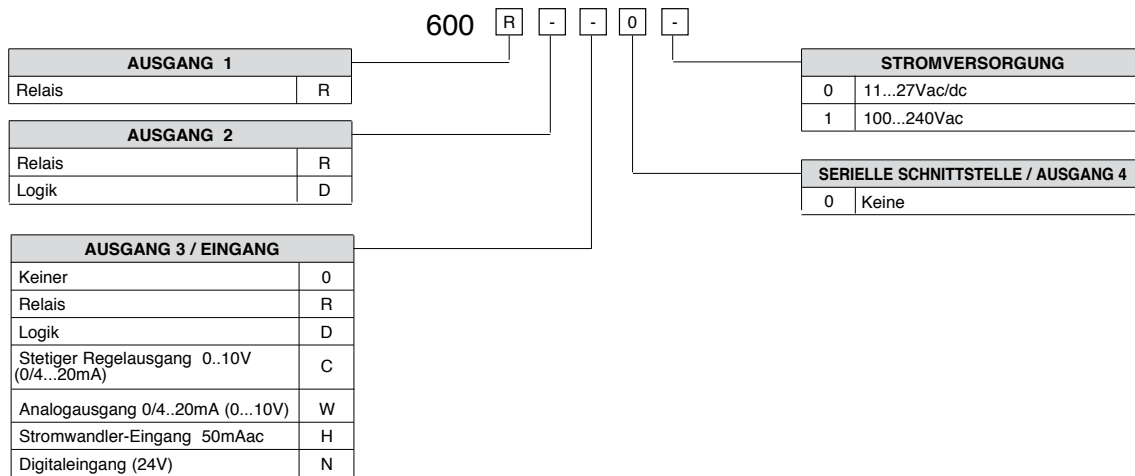 600 R - - 0 -
AUSGANG 1
Relais R
AUSGANG 2
Relais R
Logik D
AUSGANG 3 / EINGANG
Keiner 0
Relais R
Logik D
Stetiger Regelausgang 0..10V
(0/4...20mA) C
Analogausgang 0/4..20mA (0...10V) W
Stromwandler-Eingang 50mAac H
Digitaleingang (24V) N
STROMVERSORGUNG
0 11...27Vac/dc
1 100...240Vac
SERIELLE SCHNITTSTELLE / AUSGANG 4
0 Keine